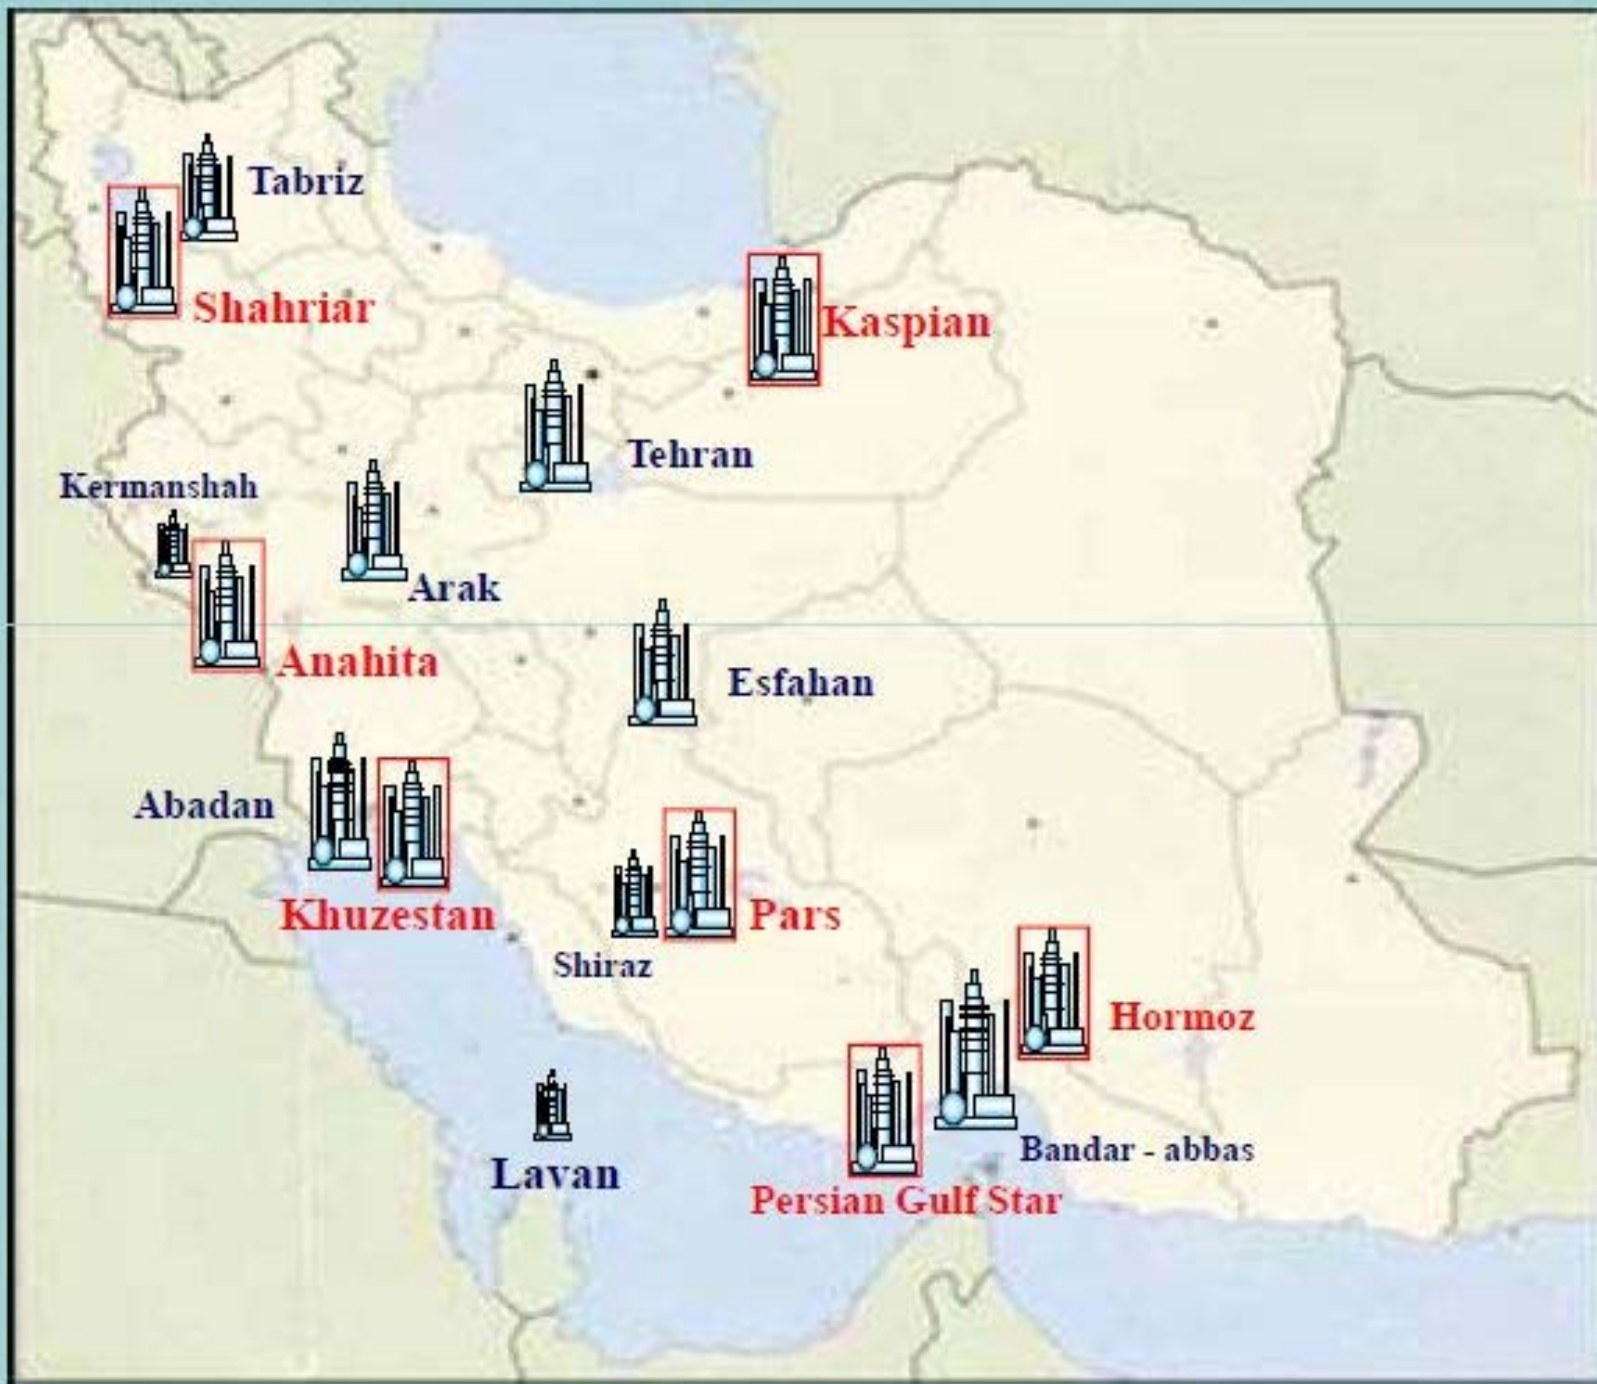 Tabriz
Shahriar
Kaspian
Tehran
Kermanshah
Arak
Anahita
Esfahan
Abadan
Khuzestan
Pars
Shiraz
Hormoz
Bandar - abbas
Lavan
Persian Gulf Star